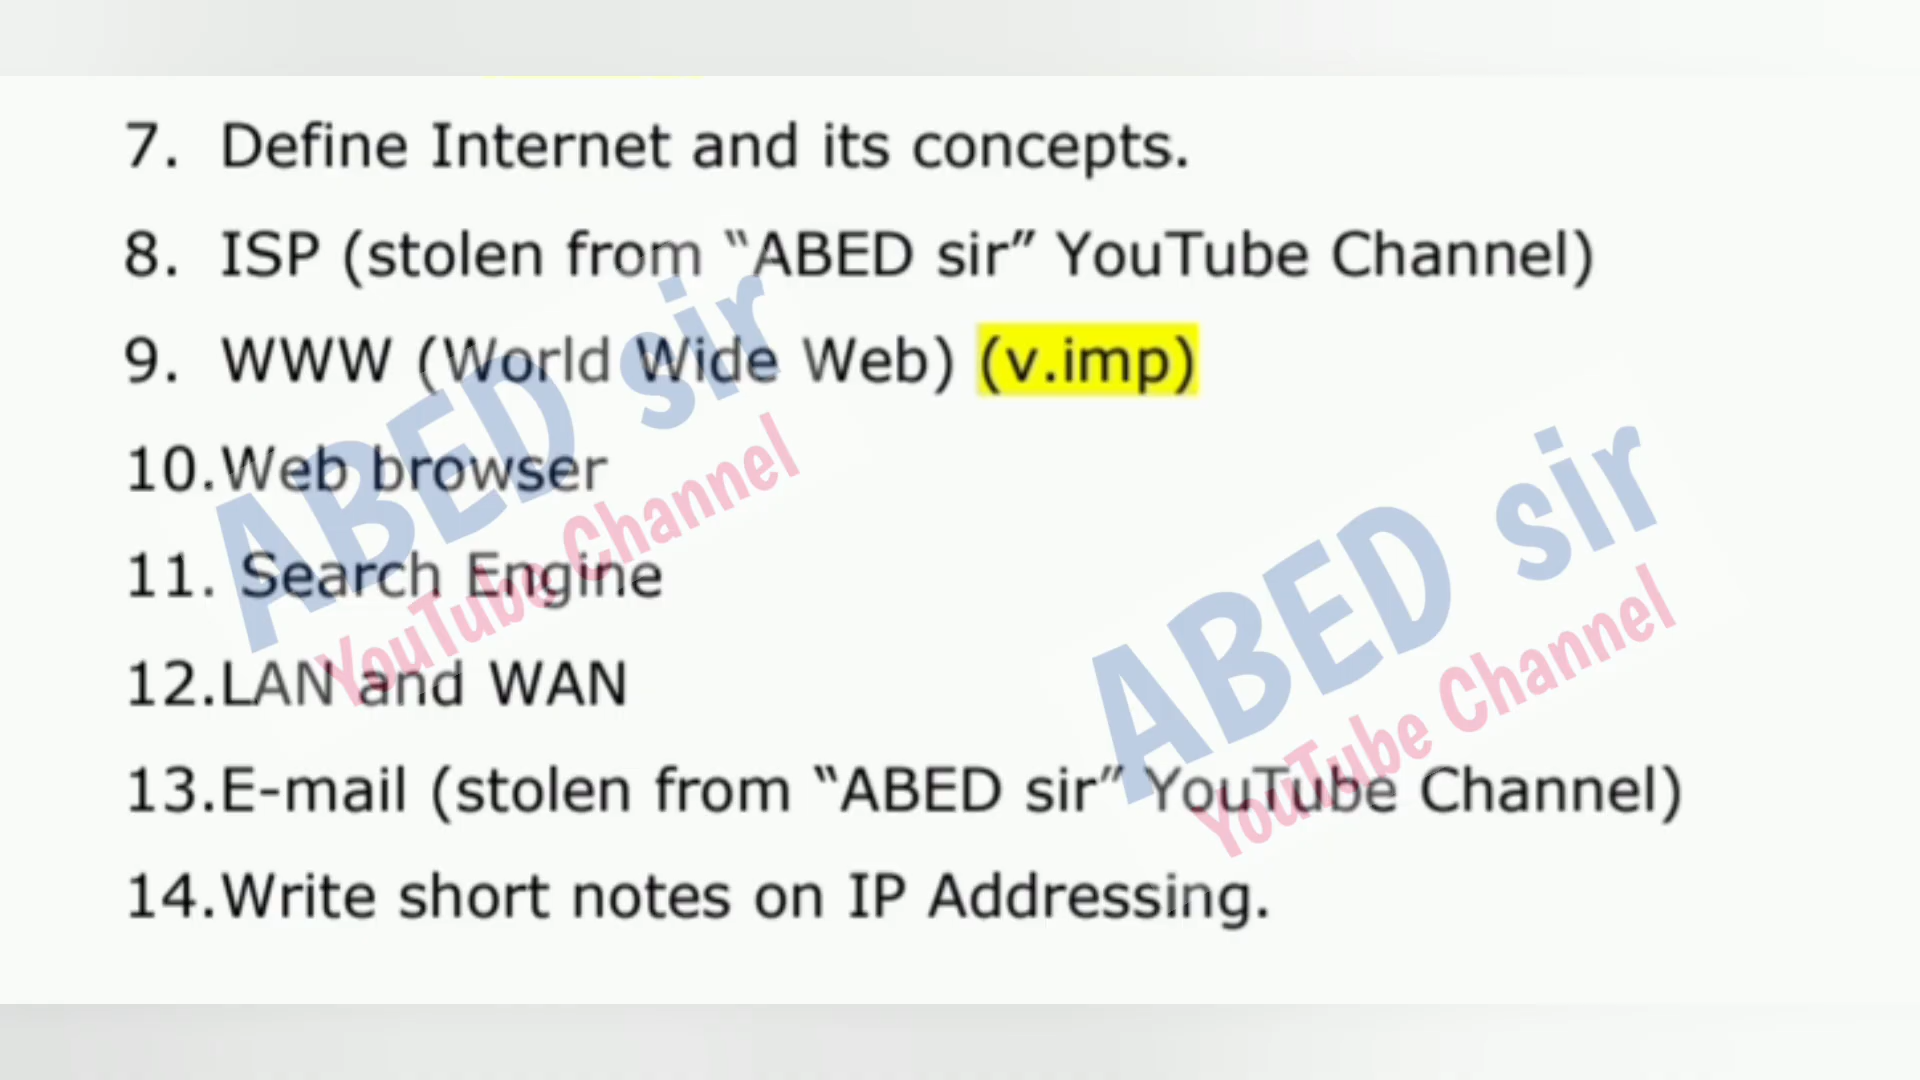 7. Define Internet and its concepts.
8. ISP (stolen from “ABED sir” YouTube Channel)
9. WWW (World Wide Web) (v.imp)
10.Web browser
11. Search Engine
12.LAN and WAN
13.E-mail (stolen from “ABED sir” YouTube Channel)
14.Write short notes on IP Addressing.
ABED sir
YouTube Channel
ABED sir
YouTube Channel